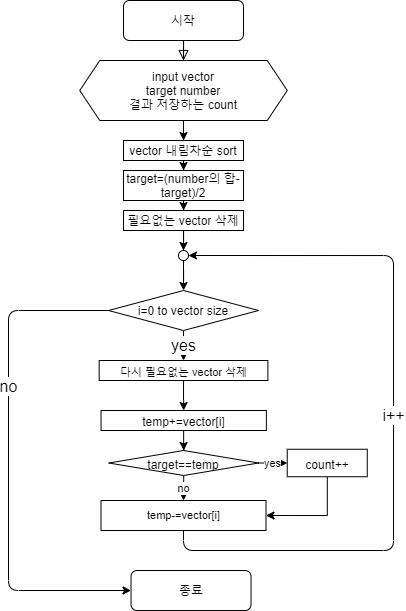 시작
input vector
target number
결과 저장하는 count
vector 내림차순 sort
target=(number의 합-
target)/2
필요없는 vector 삭제
i=0 to vector size
yes
no
다시 필요없는 vector 삭제
i++
temp+=vector[i]
target==temp
yes
count++
no
temp-=vector[i]
종료